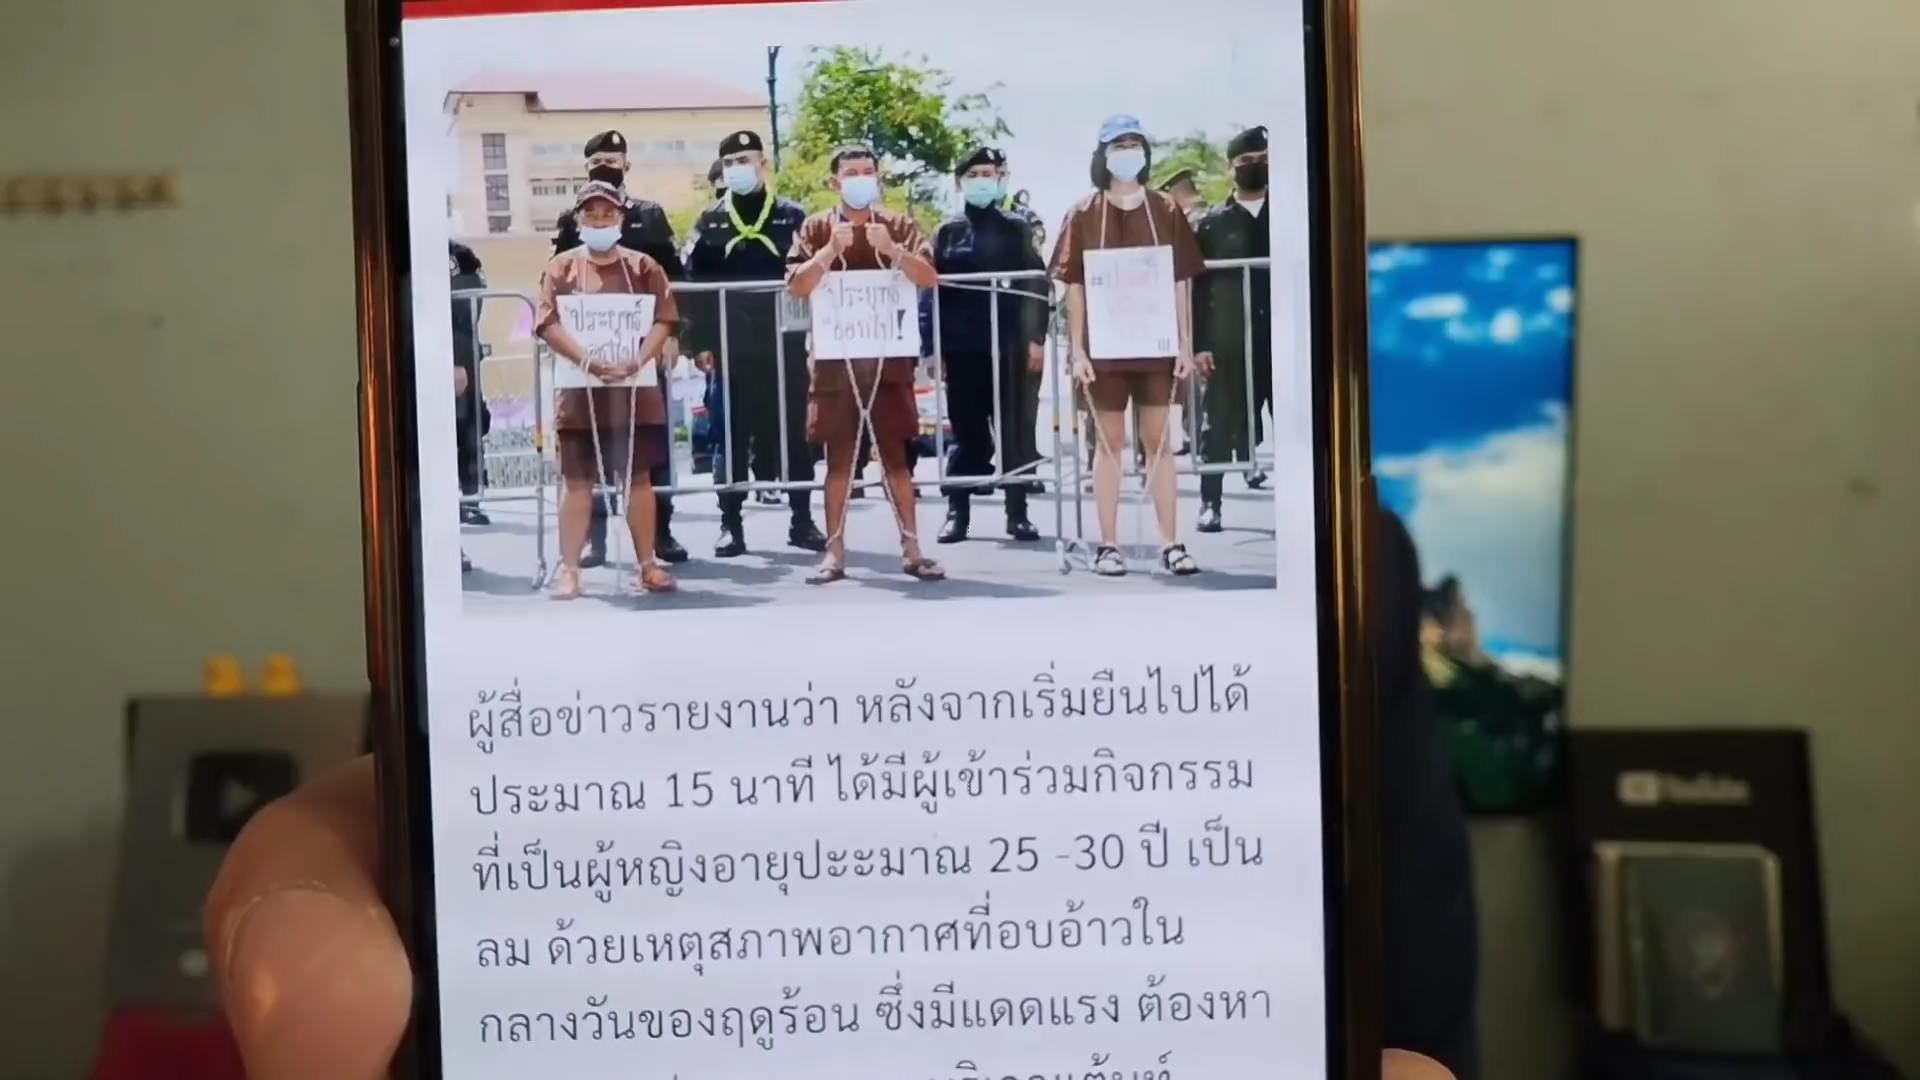 "ประยุทธ์
ออกไป!
"ประยุทธ์
"ออกไป!
ผู้สื่อข่าวรายงานว่า หลังจากเริ่มยืนไปได้
ประมาณ 15 นาที ได้มีผู้เข้าร่วมกิจกรรม
ที่เป็นผู้หญิงอายุปะะมาณ 25 -30 ปี เป็น
ลม ด้วยเหตุสภาพอากาศที่อบอ้าวใน
กลางวันของฤดูร้อน ซึ่งมีแดดแรง ต้องหา
YouTube